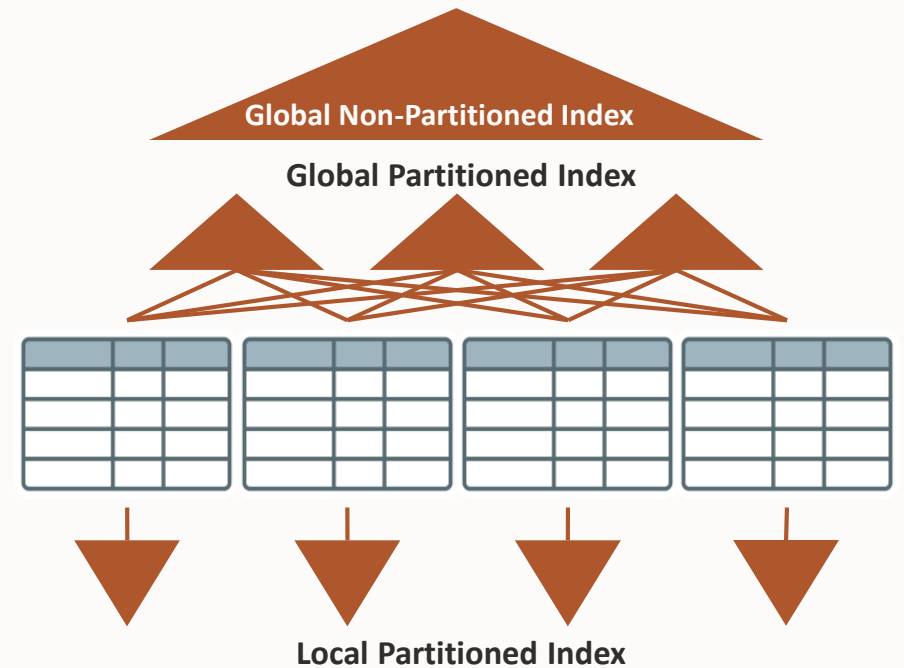 Global Non-Partitioned Index
Global Partitioned Index
Local Partitioned Index